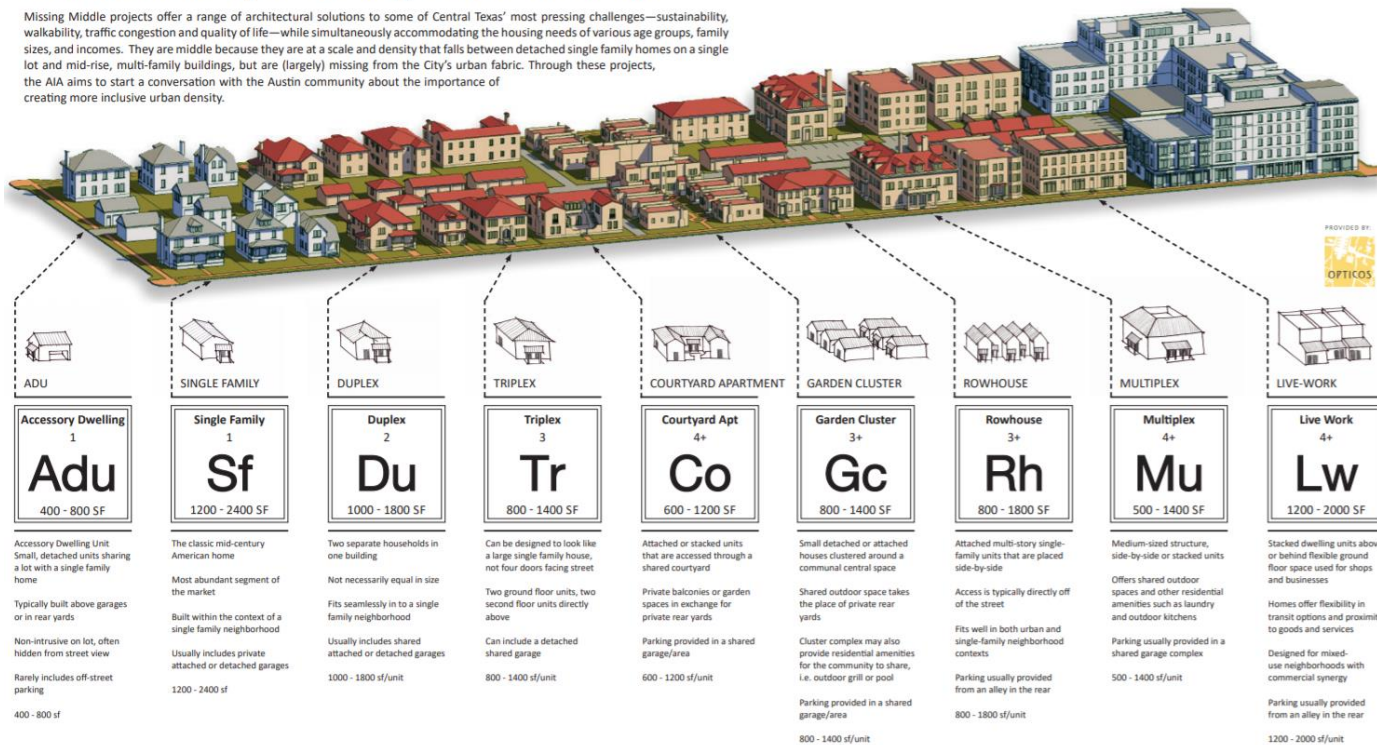 Missing Middle projects offer a range of architectural solutions to some of Central Texas' most pressing challenges—sustainability,
walkability, traffic congestion and quality of life—while simultaneously accommodating the housing needs of various age groups, family
sizes, and incomes. They are middle because they are at a scale and density that falls between detached single family homes on a single
lot and mid-rise, multi-family buildings, but are (largely) missing from the City's urban fabric. Through these projects,
the AIA aims to start a conversation with the Austin community about the importance of
creating more inclusive urban density.
PROVIDED BY:
OPTICOS
ADU
SINGLE FAMILY
DUPLEX
TRIPLEX
COURTYARD APARTMENT
GARDEN CLUSTER
ROWHOUSE
MULTIPLEX
LIVE-WORK
Accessory Dwelling
1
Adu
400 - 800 SF
Accessory Dwelling Unit
Small, detached units sharing
a lot with a single family
home
Typically built above garages
or in rear yards
Non-intrusive on lot, often
hidden from street view
Rarely includes off-street
parking
400 - 800 sf
Single Family
1
Sf
1200 - 2400 SF
The classic mid-century
American home
Most abundant segment of
the market
Built within the context of a
single family neighborhood
Usually includes private
attached or detached garages
1200 - 2400 sf
Duplex
2
Du
1000 - 1800 SF
Two separate households in
one building
Not necessarily equal in size
Fits seamlessly in to a single
family neighborhood
Usually includes shared
attached or detached garages
1000 - 1800 sf/unit
Triplex
3
Tr
800 - 1400 SF
Can be designed to look like
a large single family house,
not four doors facing street
Two ground floor units, two
second floor units directly
above
Can include a detached
shared garage
800 - 1400 sf/unit
Courtyard Apt
4+
Co
600 - 1200 SF
Attached or stacked units
that are accessed through a
shared courtyard
Private balconies or garden
spaces in exchange for
private rear yards
Parking provided in a shared
garage/area
600 - 1200 sf/unit
Garden Cluster
3+
Gc
800 - 1400 SF
Small detached or attached
houses clustered around a
communal central space
Shared outdoor space takes
the place of private rear
yards
Cluster complex may also
provide residential amenities
for the community to share,
i.e. outdoor grill or pool
Parking provided in a shared
garage/area
800 - 1400 sf/unit
Rowhouse
3+
Rh
800 - 1800 SF
Attached multi-story single-
family units that are placed
side-by-side
Access is typically directly off
of the street
Fits well in both urban and
single-family neighborhood
contexts
Parking usually provided
from an alley in the rear
800 - 1800 sf/unit
Multiplex
4+
Mu
500 - 1400 SF
Medium-sized structure,
side-by-side or stacked units
Offers shared outdoor
spaces and other residential
amenities such as laundry
and outdoor kitchens
Parking usually provided in a
shared garage complex
500 - 1400 sf/unit
Live Work
4+
Lw
1200 - 2000 SF
Stacked dwelling units abov
or behind flexible ground
floor space used for shops
and businesses
Homes offer flexibility in
transit options and proximit
to goods and services
Designed for mixed-
use neighborhoods with
commercial synergy
Parking usually provided
from an alley in the rear
1200 - 2000 sf/unit